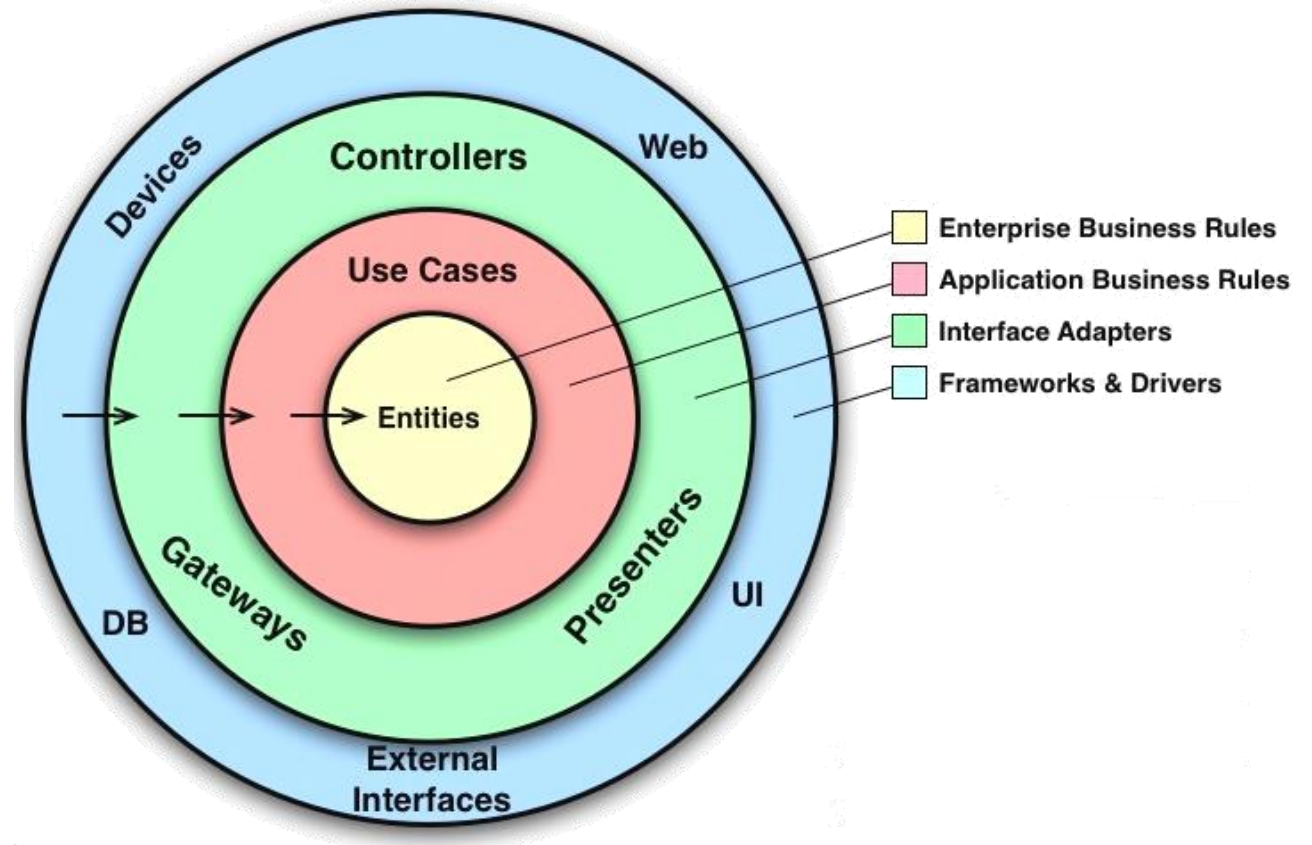 Devices
Web
Controllers
Use Cases
Entities
Gateways
Presenters
DB
UI
External
Interfaces
Enterprise Business Rules
Application Business Rules
Interface Adapters
Frameworks & Drivers